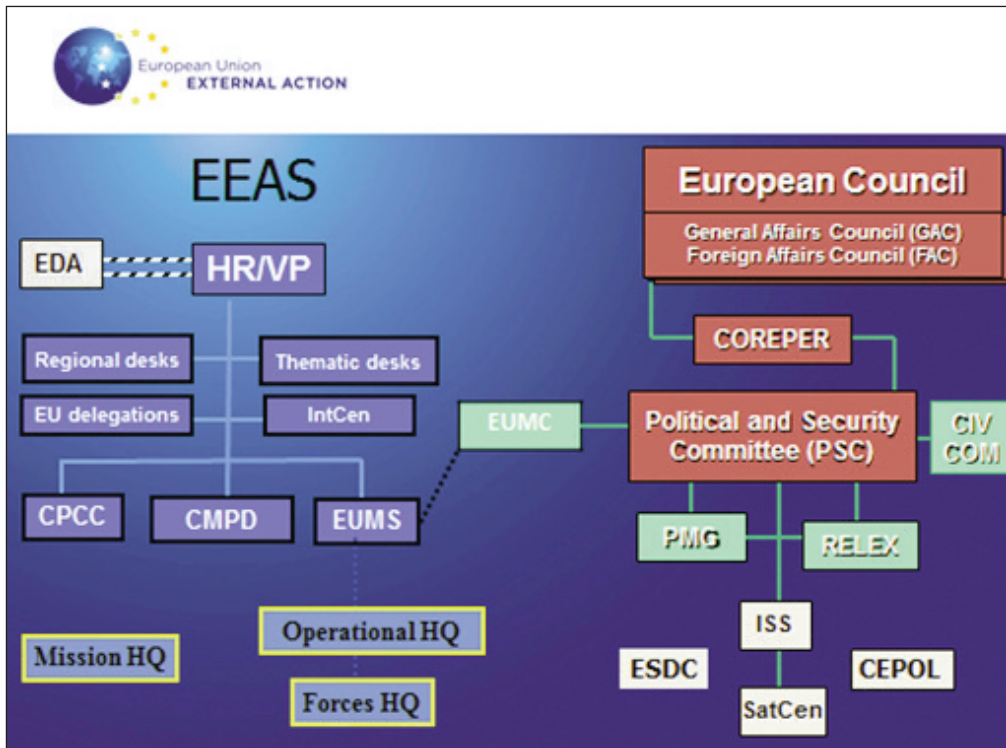 European Union
EXTERNAL ACTION
EEAS
EDA
HR/VP
Regional desks
Thematic desks
EU delegations
IntCen
CPCC
CMPD
EUMS
Mission HQ
Operational HQ
Forces HQ
European Council
General Affairs Council (GAC)
Foreign Affairs Council (FAC)
COREPER
EUMC
Political and Security
Committee (PSC)
CIV
COM
PMG
RELEX
ISS
ESDC
CEPOL
SatCen